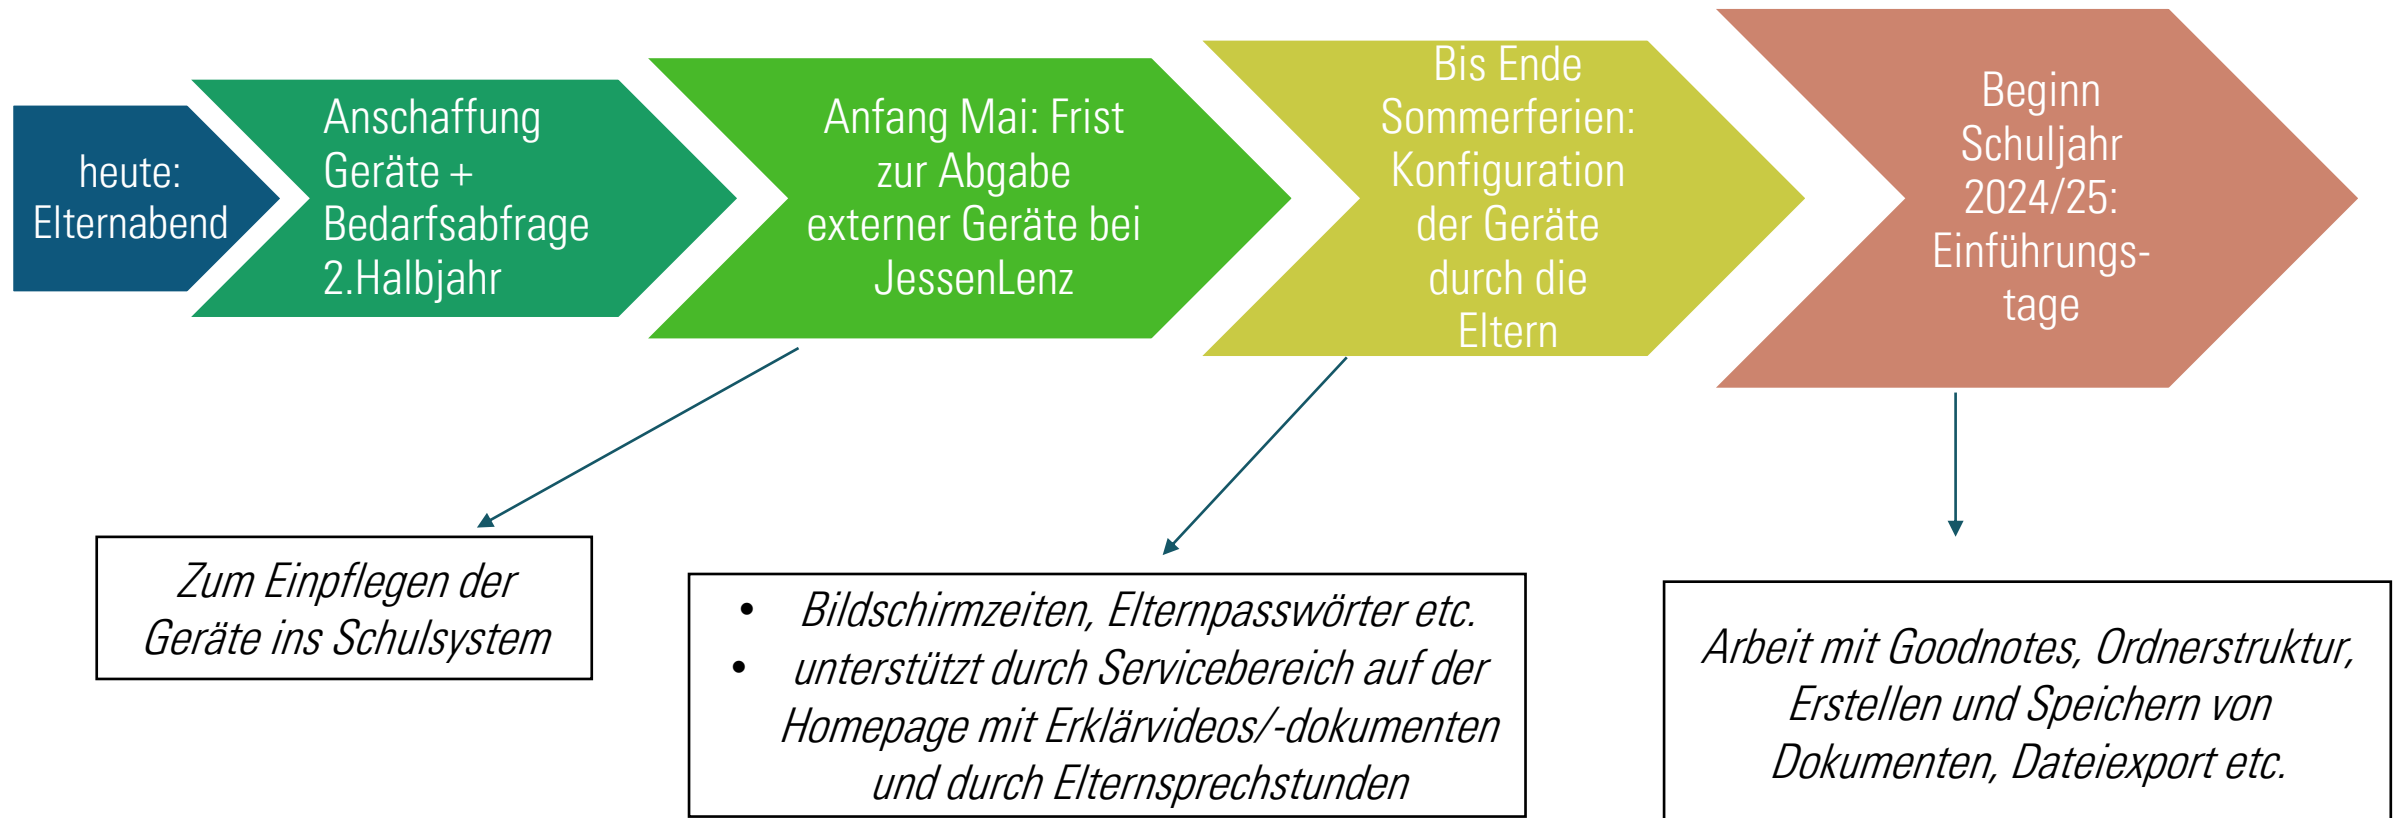 heute:
Elternabend
Anschaffung
Geräte +
Bedarfsabfrage
2.Halbjahr
Anfang Mai: Frist
zur Abgabe
externer Geräte bei
JessenLenz
Bis Ende
Sommerferien:
Konfiguration
der Geräte
durch die
Eltern
Beginn
Schuljahr
2024/25:
Einführungs-
tage
Zum Einpflegen der
Geräte ins Schulsystem
• Bildschirmzeiten, Elternpasswörter etc.
• unterstützt durch Servicebereich auf der
Homepage mit Erklärvideos/-dokumenten
und durch Elternsprechstunden
Arbeit mit Goodnotes, Ordnerstruktur,
Erstellen und Speichern von
Dokumenten, Dateiexport etc.